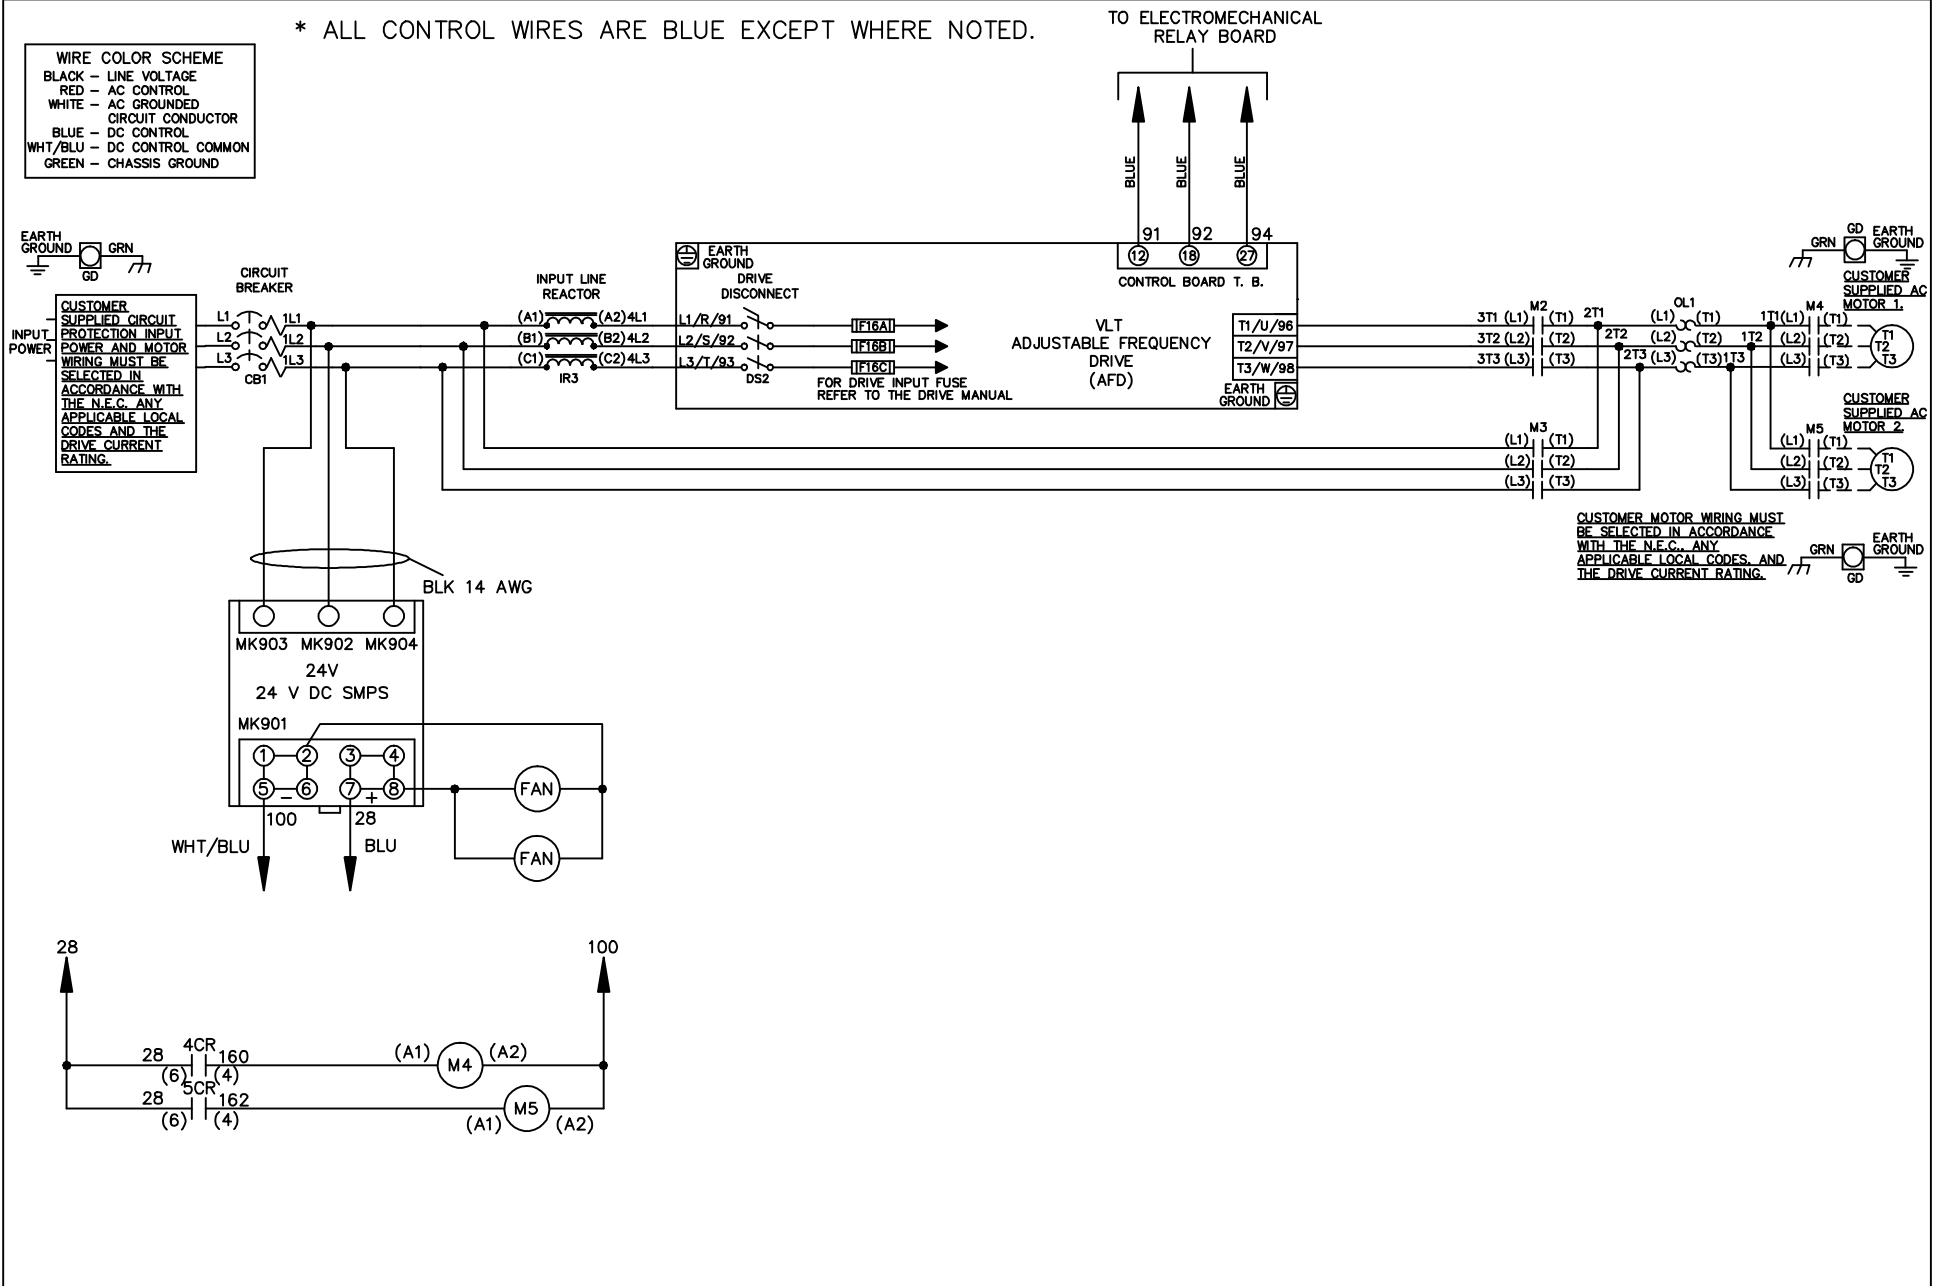 * ALL CONTROL WIRES ARE BLUE EXCEPT WHERE NOTED.
TO ELECTROMECHANICAL
RELAY BOARD
WIRE COLOR SCHEME
BLACK – LINE VOLTAGE
RED – AC CONTROL
WHITE – AC GROUNDED
CIRCUIT CONDUCTOR
BLUE – DC CONTROL
WHT/BLU – DC CONTROL COMMON
GREEN – CHASSIS GROUND
BLUE
BLUE
BLUE
91 92 94
12 18 27
CONTROL BOARD T. B.
EARTH
GROUND
GRN
GD
CIRCUIT
BREAKER
INPUT
POWER
CUSTOMER
SUPPLIED CIRCUIT
PROTECTION INPUT
POWER AND MOTOR
WIRING MUST BE
SELECTED IN
ACCORDANCE WITH
THE N.E.C. ANY
APPLICABLE LOCAL
CODES AND THE
DRIVE CURRENT
RATING.
L1 1L1
L2 1L2
L3 1L3
CB1
INPUT LINE
REACTOR
(A1) (A2) 4L1
(B1) (B2) 4L2
(C1) (C2) 4L3
IR3
EARTH
GROUND
DRIVE
DISCONNECT
L1/R/91
L2/S/92
L3/T/93
DS2
F16A
F16B
F16C
FOR DRIVE INPUT FUSE
REFER TO THE DRIVE MANUAL
VLT
ADJUSTABLE FREQUENCY
DRIVE
(AFD)
T1/U/96
T2/V/97
T3/W/98
EARTH
GROUND
M2
3T1 (L1) (T1) 2T1
3T2 (L2) (T2) 2T2
3T3 (L3) (T3) 2T3
OL1
(L1) (T1) 1T1
(L2) (T2) 1T2
(L3) (T3) 1T3
GRN
GD
EARTH
GROUND
CUSTOMER
SUPPLIED AC
MOTOR 1.
M4
(L1) (T1)
(L2) (T2)
(L3) (T3)
T1
T2
T3
M3
(L1) (T1)
(L2) (T2)
(L3) (T3)
CUSTOMER
SUPPLIED AC
MOTOR 2.
M5
(L1) (T1)
(L2) (T2)
(L3) (T3)
T1
T2
T3
CUSTOMER MOTOR WIRING MUST
BE SELECTED IN ACCORDANCE
WITH THE N.E.C., ANY
APPLICABLE LOCAL CODES, AND
THE DRIVE CURRENT RATING.
GRN
GD
EARTH
GROUND
BLK 14 AWG
MK903 MK902 MK904
24V
24 V DC SMPS
MK901
1 2 3 4
5 – 6 7 + 8
FAN
FAN
100 28
WHT/BLU BLU
28 100
28 4CR 160 (A1) M4 (A2)
(6) (4)
28 5CR 162 M5
(6) (4) (A1) (A2)